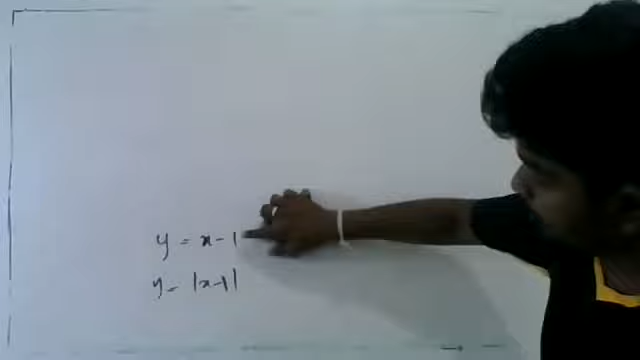 y = x - 1
y = |x-1|